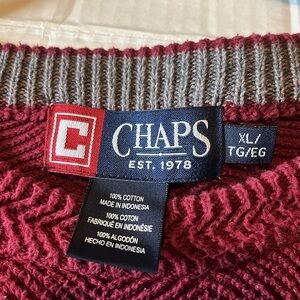 C
CHAPS
EST. 1978
XL/
TG/EG
100% COTTON
MADE IN INDONESIA
100% COTON
FABRIQUÉ EN INDONÉSIE
100% ALGODÓN
HECHO EN INDONESIA